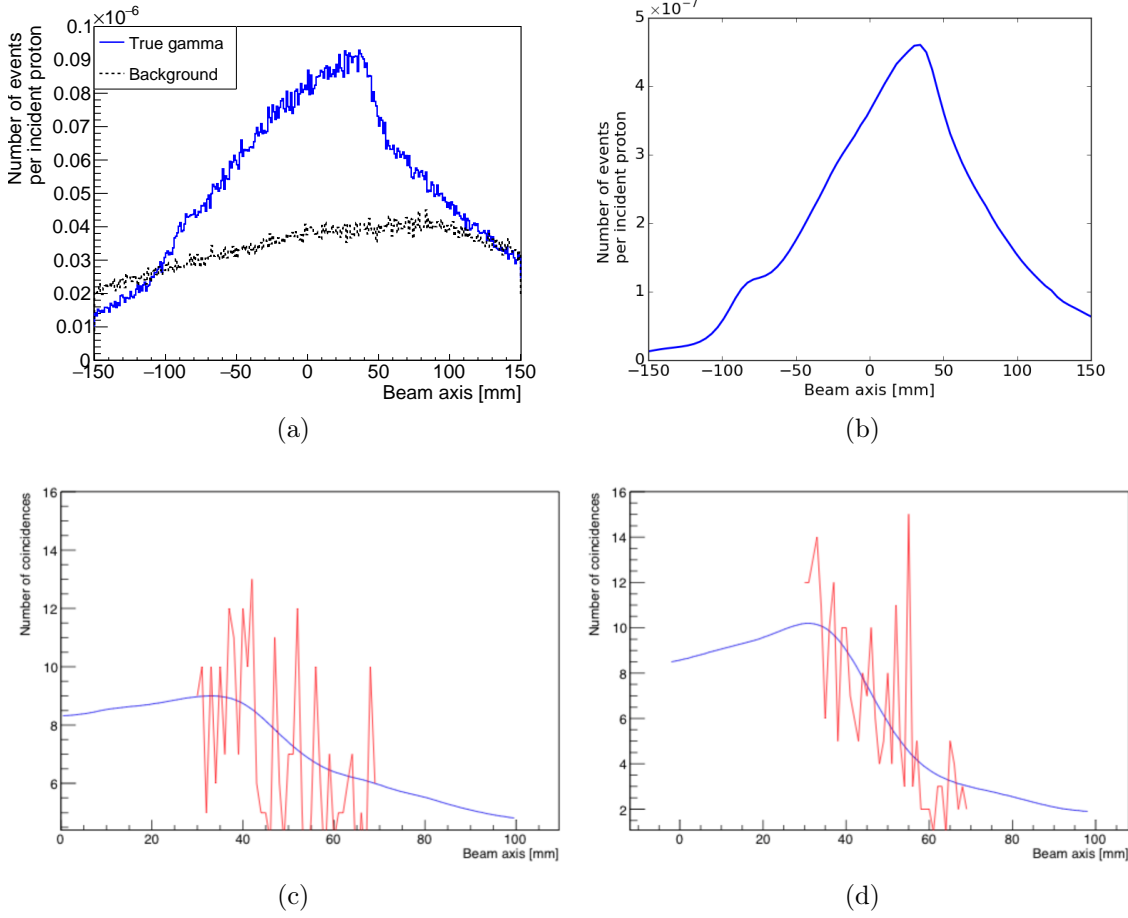 ×10⁻⁶
0.1
0.09
0.08
0.07
0.06
0.05
0.04
0.03
0.02
0.01
0
Number of events
per incident proton
True gamma
Background
−150 −100 −50 0 50 100 150
Beam axis [mm]
(a)
×10⁻⁷
5
4
3
2
1
0
Number of events
per incident proton
−150 −100 −50 0 50 100 150
Beam axis [mm]
(b)
Number of coincidences
16
14
12
10
8
6
0 20 40 60 80 100
Beam axis [mm]
(c)
Number of coincidences
16
14
12
10
8
6
4
2
0 20 40 60 80 100
Beam axis [mm]
(d)